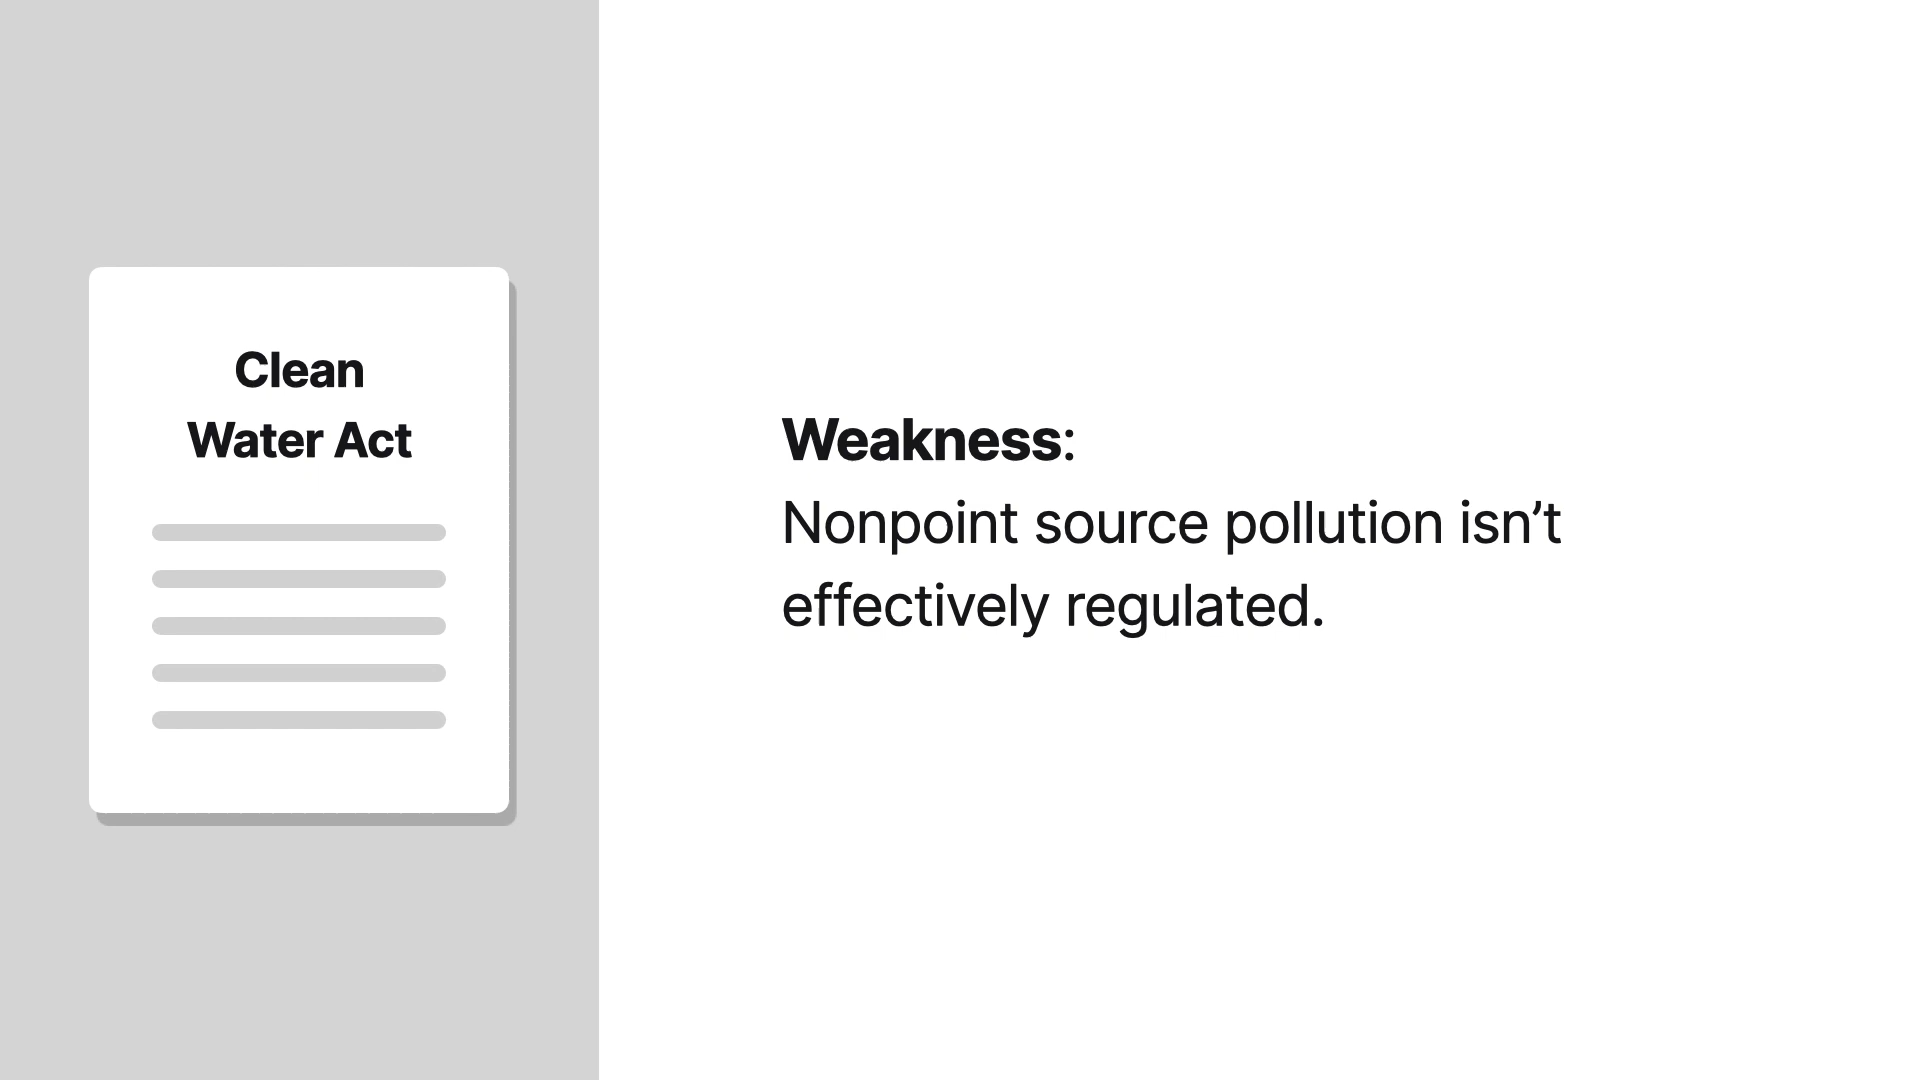 Clean
Water Act
Weakness:
Nonpoint source pollution isn’t
effectively regulated.